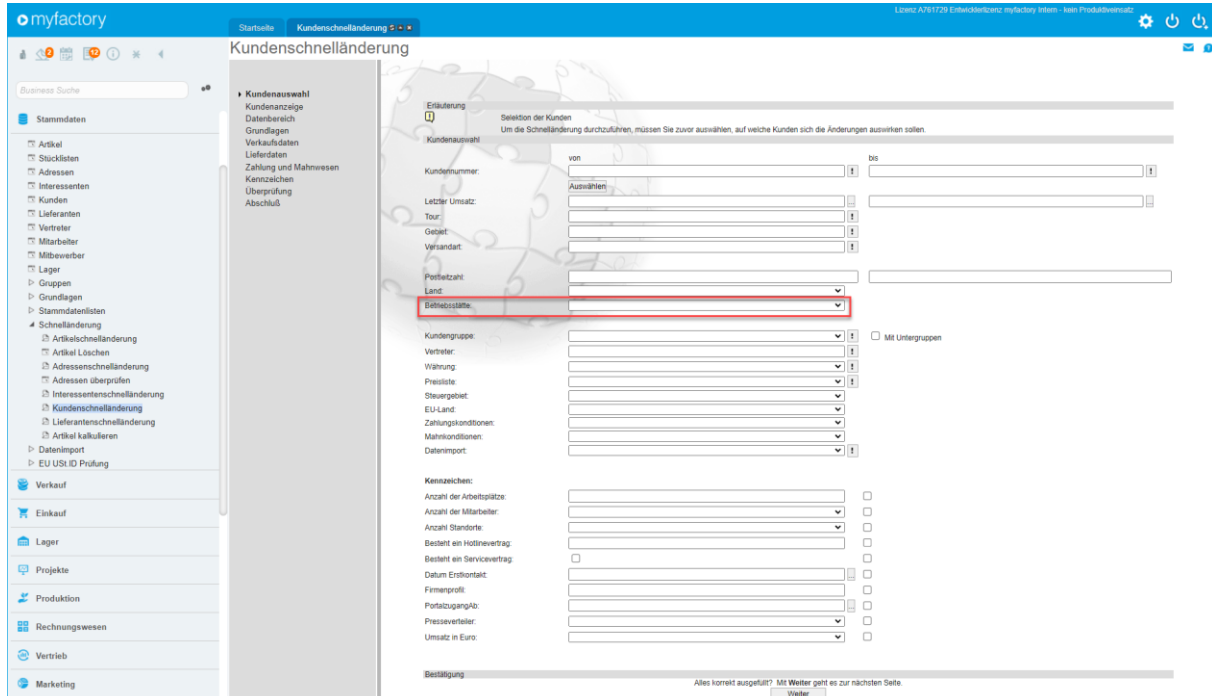 myfactory
Lizenz A761729 Entwicklerlizenz myfactory Intern - kein Produktiveinsatz
Startseite
Kundenschnelländerung
2
12
Kundenschnelländerung
Business Suche
Stammdaten
Artikel
Stücklisten
Adressen
Interessenten
Kunden
Lieferanten
Vertreter
Mitarbeiter
Mitbewerber
Lager
Gruppen
Grundlagen
Stammdatenlisten
Schnelländerung
Artikelschnelländerung
Artikel Löschen
Adressenschnelländerung
Adressen überprüfen
Interessentenschnelländerung
Kundenschnelländerung
Lieferantenschnelländerung
Artikel kalkulieren
Datenimport
EU USt.ID Prüfung
Verkauf
Einkauf
Lager
Projekte
Produktion
Rechnungswesen
Vertrieb
Marketing
Kundenauswahl
Kundenanzeige
Datenbereich
Grundlagen
Verkaufsdaten
Lieferdaten
Zahlung und Mahnwesen
Kennzeichen
Überprüfung
Abschluß
Erläuterung
Selektion der Kunden
Um die Schnelländerung durchzuführen, müssen Sie zuvor auswählen, auf welche Kunden sich die Änderungen auswirken sollen.
Kundenauswahl
von bis
Kundennummer:
Auswählen
Letzter Umsatz:
Tour:
Gebiet:
Versandart:
Postleitzahl:
Land:
Betriebsstätte:
Kundengruppe: Mit Untergruppen
Vertreter:
Währung:
Preisliste:
Steuergebiet:
EU-Land:
Zahlungskonditionen:
Mahnkonditionen:
Datenimport:
Kennzeichen:
Anzahl der Arbeitsplätze:
Anzahl der Mitarbeiter:
Anzahl Standorte:
Besteht ein Hotlinevertrag:
Besteht ein Servicevertrag:
Datum Erstkontakt:
Firmenprofil:
PortalzugangAb:
Presseverteiler:
Umsatz in Euro:
Bestätigung
Alles korrekt ausgefüllt? Mit Weiter geht es zur nächsten Seite.
Weiter